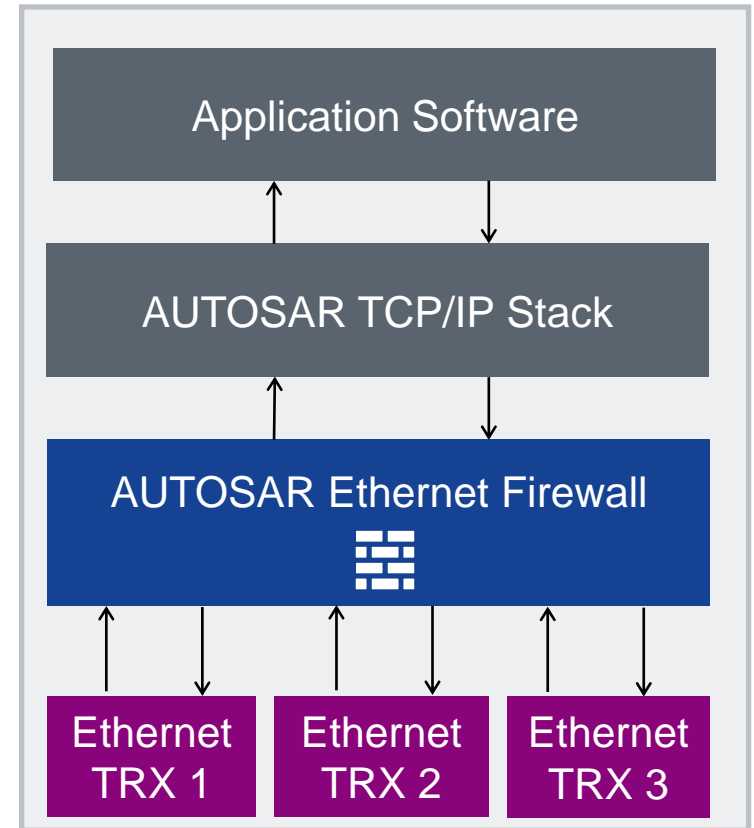 Application Software
AUTOSAR TCP/IP Stack
AUTOSAR Ethernet Firewall
Ethernet
TRX 1
Ethernet
TRX 2
Ethernet
TRX 3